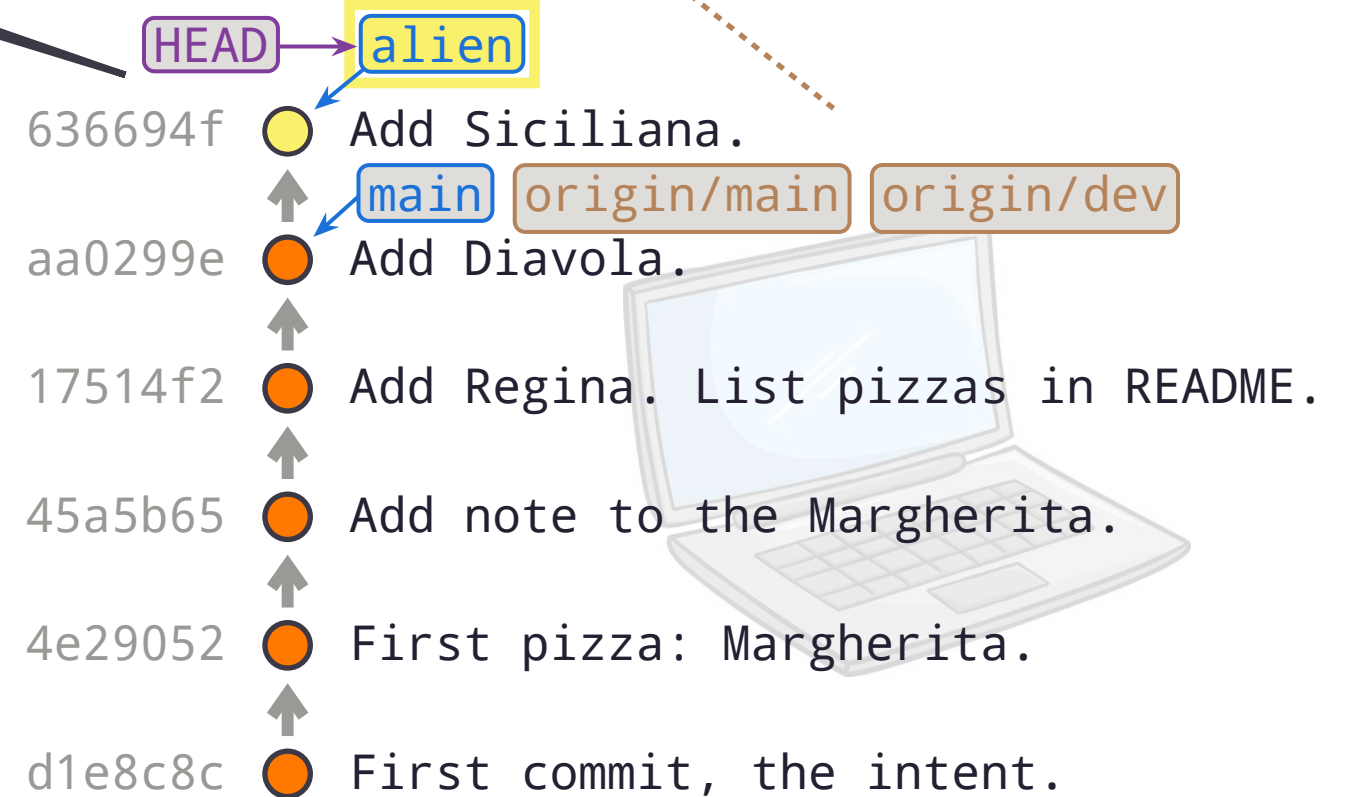 HEAD alien
636694f Add Siciliana.
main origin/main origin/dev
aa0299e Add Diavola.
17514f2 Add Regina. List pizzas in README.
45a5b65 Add note to the Margherita.
4e29052 First pizza: Margherita.
d1e8c8c First commit, the intent.